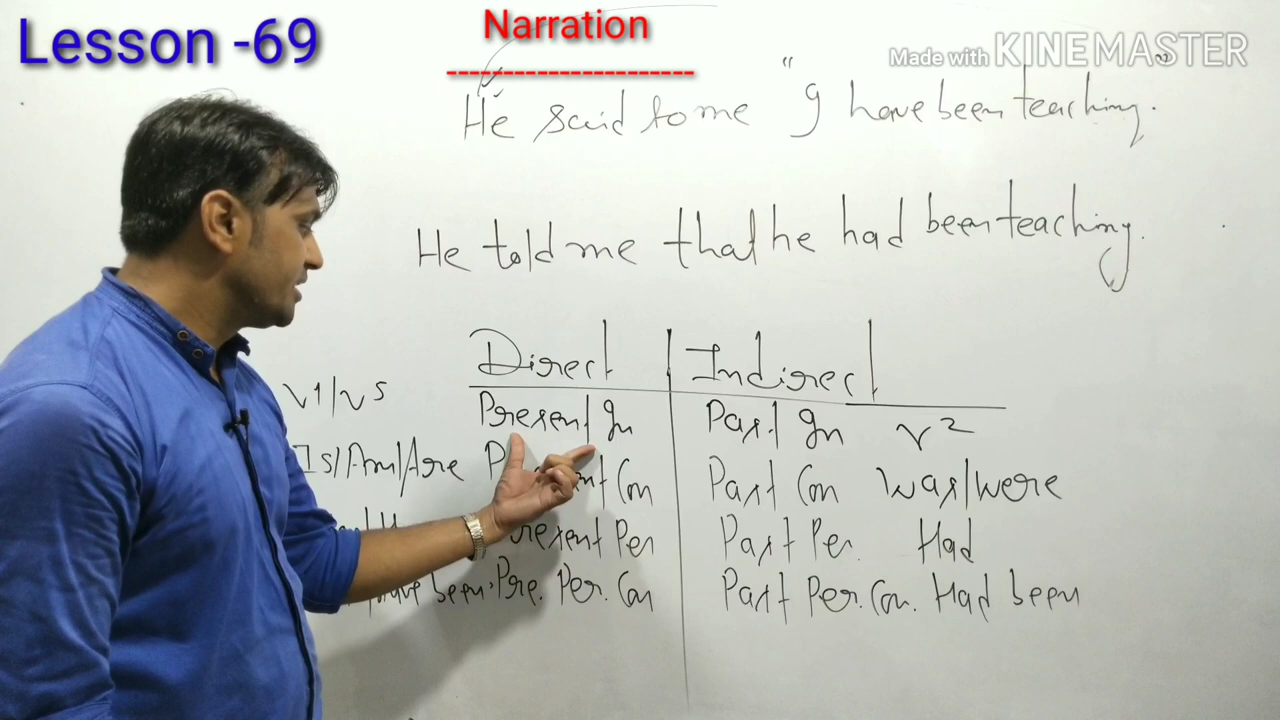 Lesson -69
Narration
Made with KINEMASTER
He said to me "I have been teaching."
He told me that he had been teaching.
Direct | Indirect
V1/V5 Present In Past In V2
Is/Am/Are Con Past Con was/were
Present Per Past Per. Had
have been. Pre. Per. Con Past Per. Con. Had been